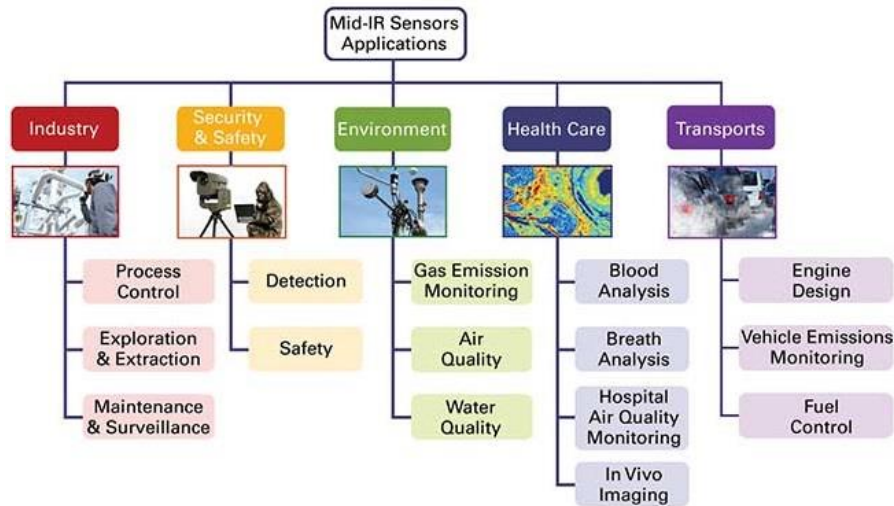 Mid-IR Sensors
Applications
Industry
Security
& Safety
Environment
Health Care
Transports
Process
Control
Exploration
& Extraction
Maintenance
& Surveillance
Detection
Safety
Gas Emission
Monitoring
Air
Quality
Water
Quality
Blood
Analysis
Breath
Analysis
Hospital
Air Quality
Monitoring
In Vivo
Imaging
Engine
Design
Vehicle Emissions
Monitoring
Fuel
Control